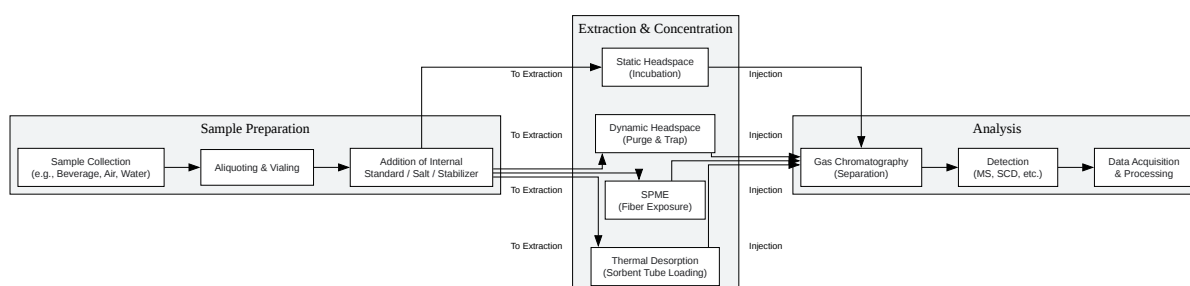 Extraction & Concentration
Static Headspace
(Incubation)
To Extraction
Injection
Sample Preparation
Sample Collection
(e.g., Beverage, Air, Water)
Aliquoting & Vialing
Addition of Internal
Standard / Salt / Stabilizer
To Extraction
Dynamic Headspace
(Purge & Trap)
Injection
To Extraction
SPME
(Fiber Exposure)
Injection
To Extraction
Thermal Desorption
(Sorbent Tube Loading)
Injection
Analysis
Gas Chromatography
(Separation)
Detection
(MS, SCD, etc.)
Data Acquisition
& Processing